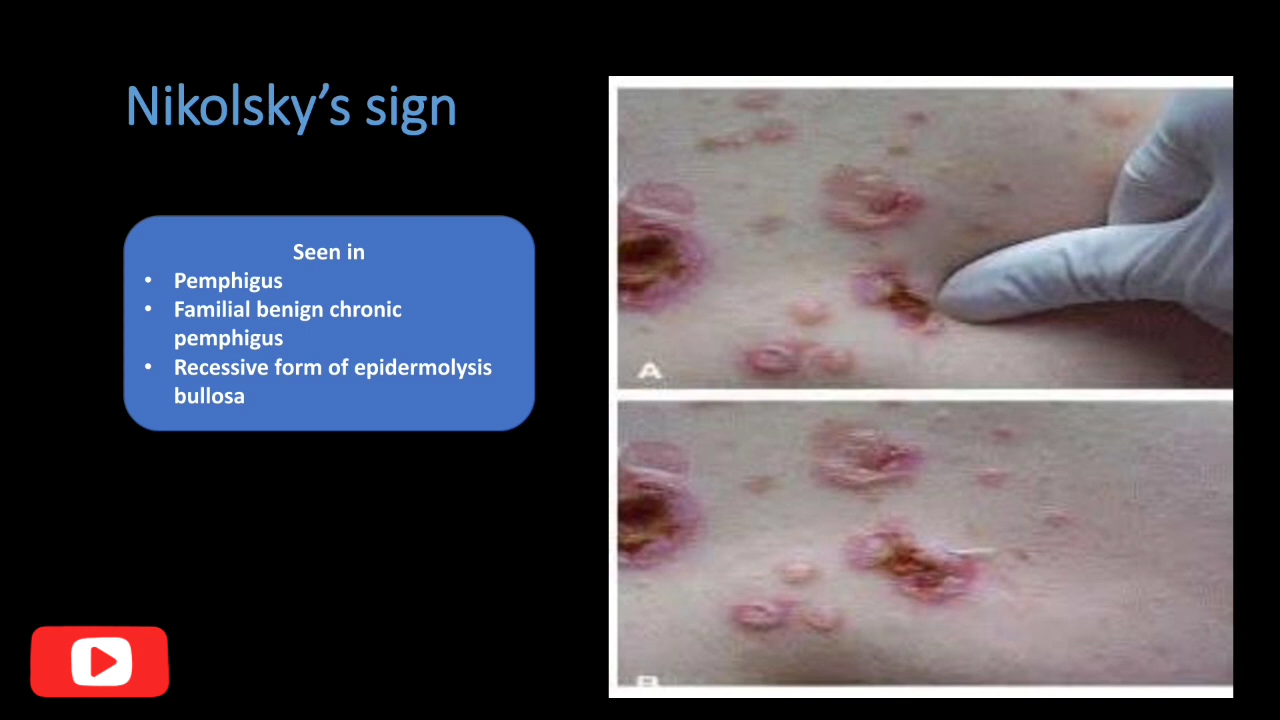 Nikolsky’s sign
Seen in
• Pemphigus
• Familial benign chronic
pemphigus
• Recessive form of epidermolysis
bullosa
A
B